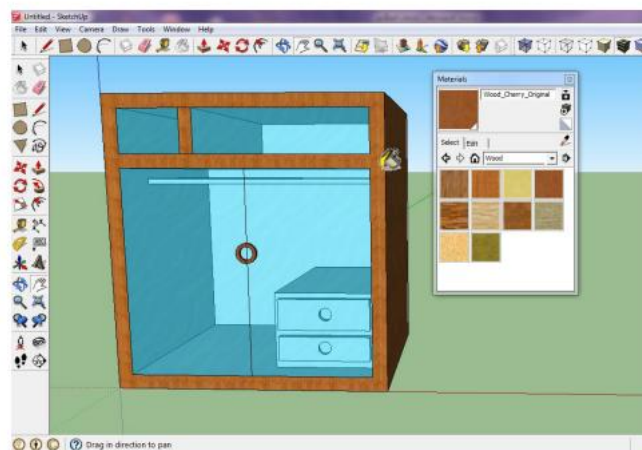 Untitled - SketchUp
File Edit View Camera Draw Tools Window Help
Materials
Wood_Cherry_Original
Select Edit
Wood
Drag in direction to pan